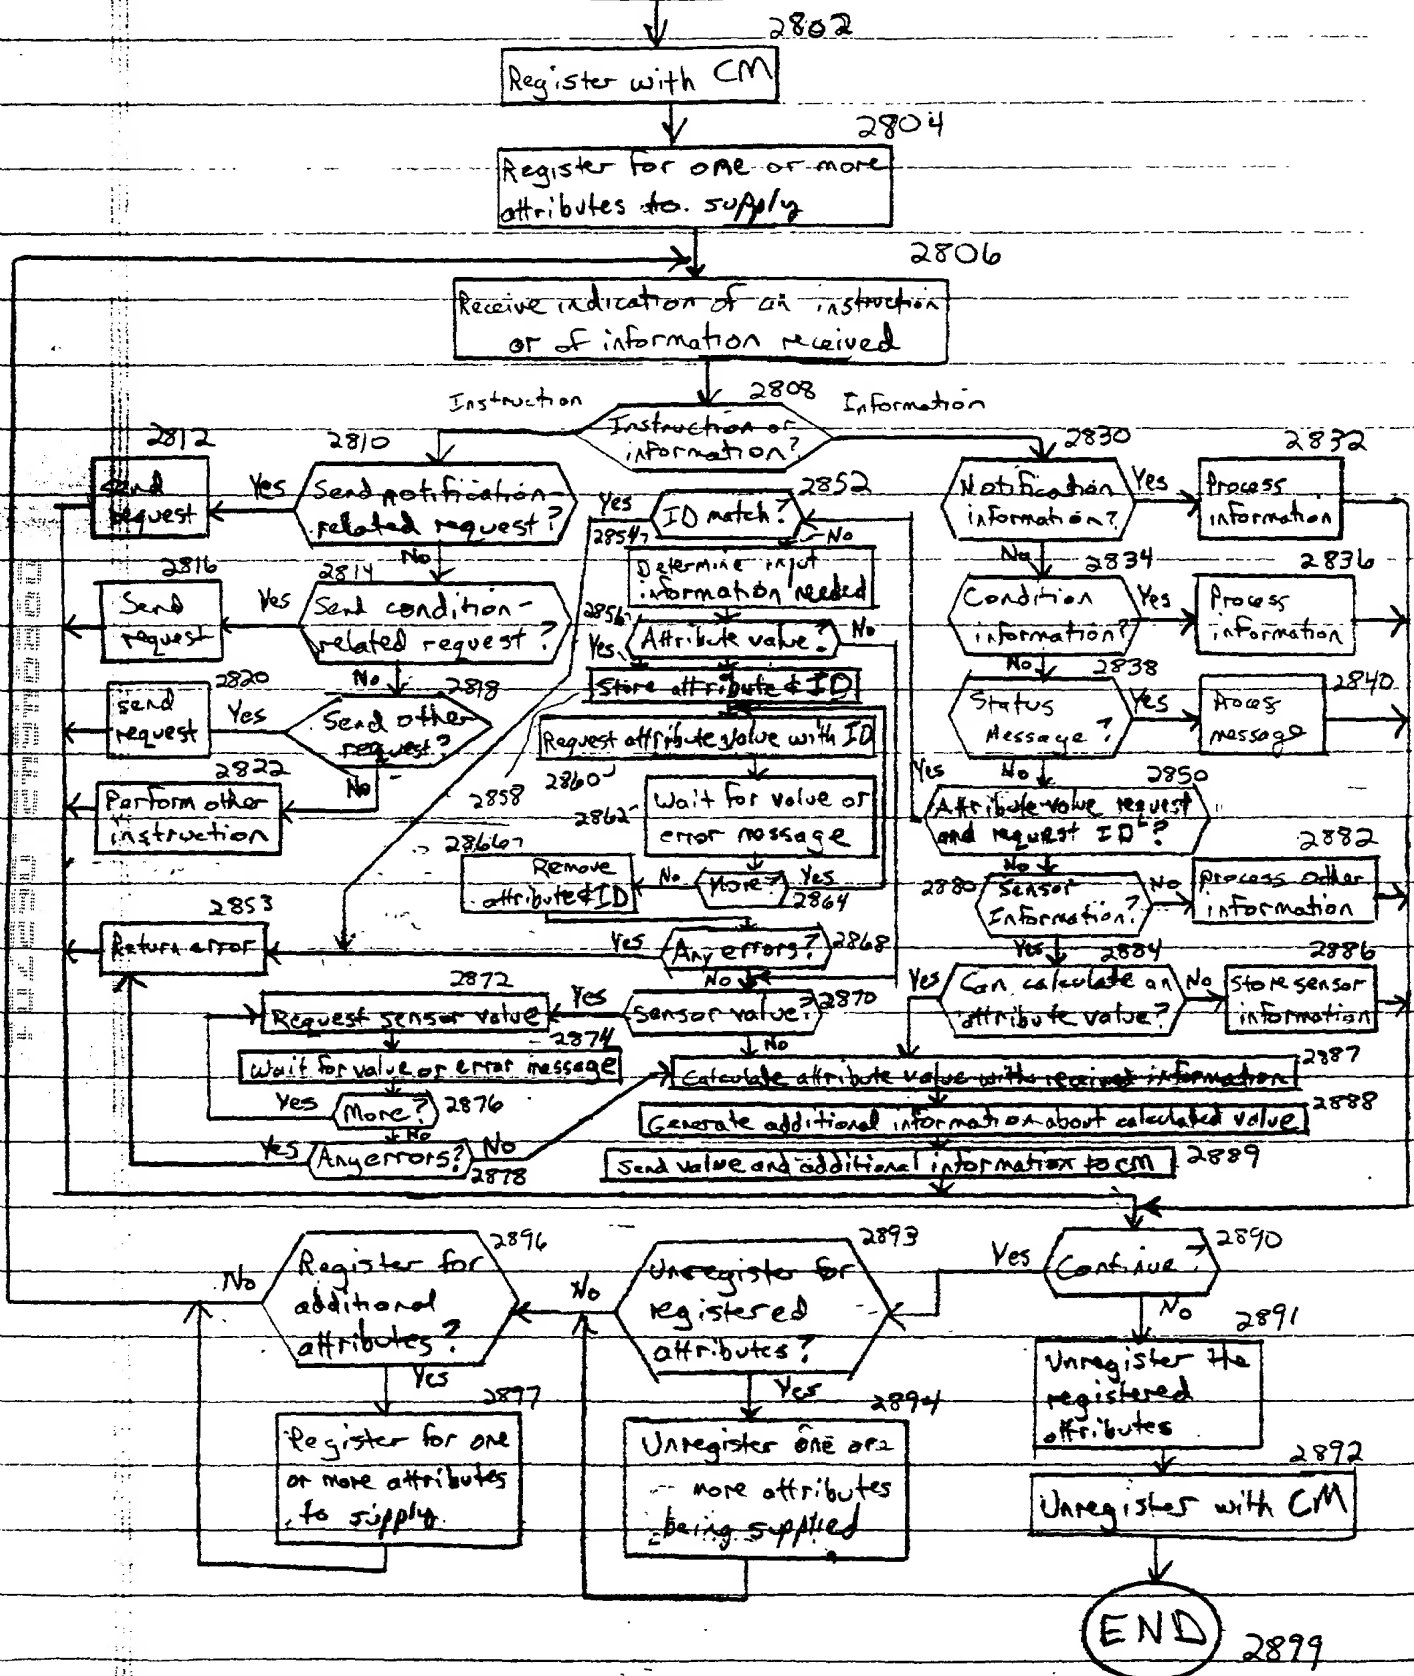 2802
Register with CM
2804
Register for one or more
attributes to supply
2806
Receive indication of an instruction
or of information received
2808
Instruction
Information
Instruction or
information?
2812
Send
request
2810
Yes
Send notification-
related request?
No
2816
Send
request
2814
Yes
Send condition-
related request?
No
2820
Send
request
2818
Yes
Send other
request?
No
2822
Perform other
instruction
2853
Return error
2852
Yes
ID match?
No
2854
Determine input
information needed
2856
Attribute value?
No
Yes
Store attribute & ID
2858
Request attribute value with ID
2860
Wait for value or
error message
2862
More?
Yes
No
2864
2866
Remove
attribute & ID
Any errors?
2868
Yes
No
Sensor value?
2870
Yes
No
2872
Request sensor value
2874
Wait for value or error message
Yes
More?
2876
No
Yes
Any errors?
No
2878
2830
Notification
information?
Yes
2832
Process
information
No
2834
Condition
information?
Yes
2836
Process
information
No
2838
Status
Message?
Yes
2840
Process
message
No
2850
Yes
Attribute value request
and request ID?
No
2880
Sensor
Information?
No
2882
Process other
information
Yes
2884
Yes
Can calculate an
attribute value?
No
2886
Store sensor
information
2887
Calculate attribute value with received information
2888
Generate additional information about calculated value
Send value and additional information to CM
2889
2890
Yes
Continue?
No
2891
Unregister the
registered
attributes
2892
Unregister with CM
END
2899
2893
Unregister for
registered
attributes?
No
Yes
2894
Unregister one or
more attributes
being supplied
2896
Register for
additional
attributes?
No
Yes
2897
Register for one
or more attributes
to supply